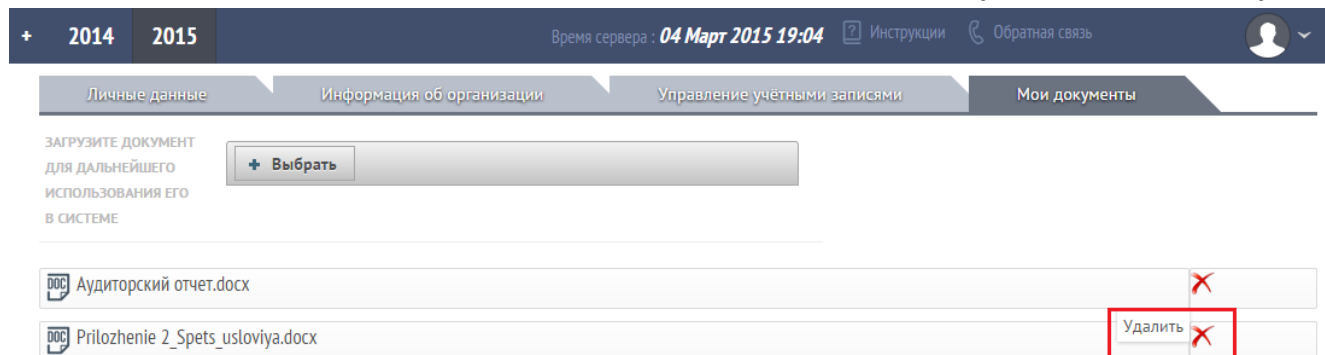 + 2014 2015 Время сервера : 04 Март 2015 19:04 ? Инструкции Обратная связь
Личные данные Информация об организации Управление учётными записями Мои документы
ЗАГРУЗИТЕ ДОКУМЕНТ
ДЛЯ ДАЛЬНЕЙШЕГО
ИСПОЛЬЗОВАНИЯ ЕГО
В СИСТЕМЕ
+ Выбрать
DOC Аудиторский отчет.docx
DOC Prilozhenie 2_Spets_usloviya.docx
Удалить